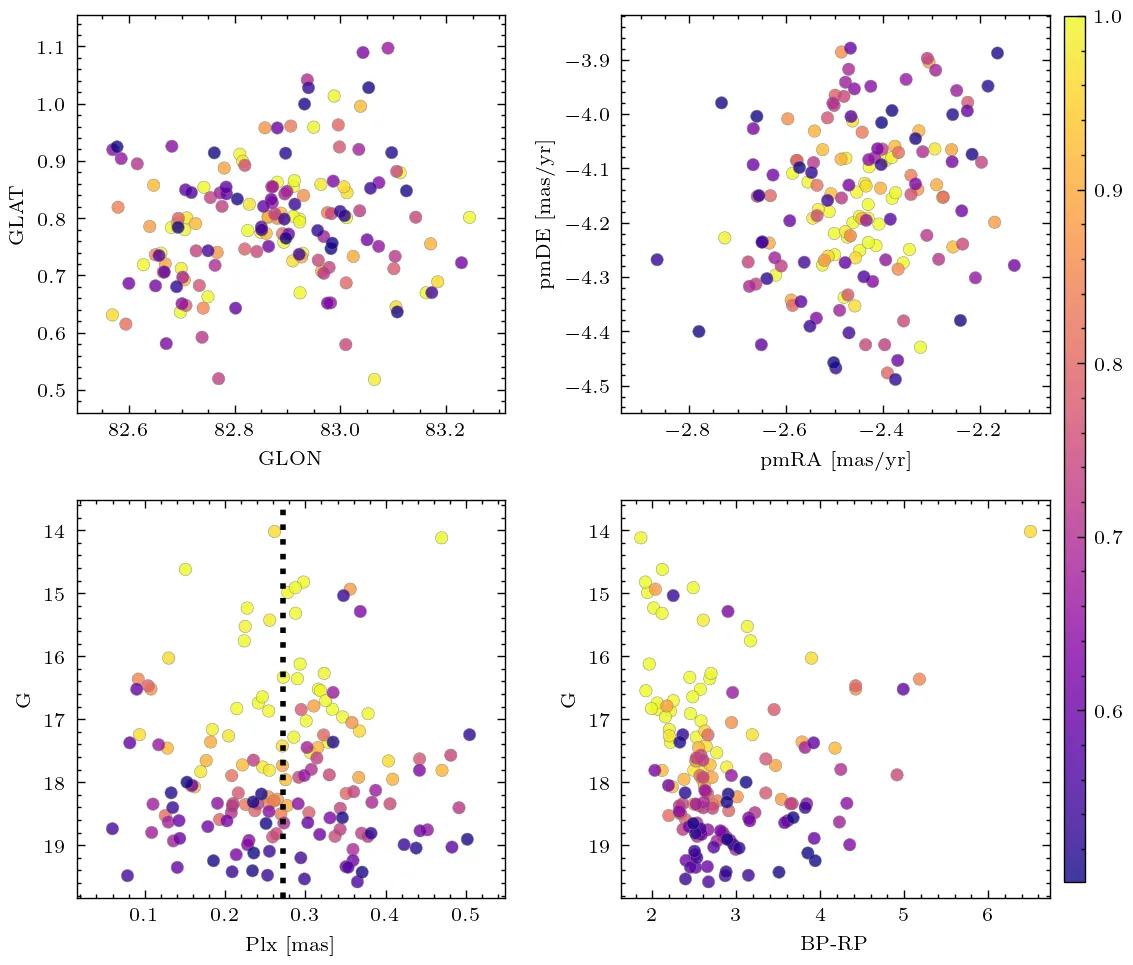 1.1
1.0
0.9
0.8
0.7
0.6
0.5
GLAT
82.6 82.8 83.0 83.2
GLON
−3.9
−4.0
−4.1
−4.2
−4.3
−4.4
−4.5
pmDE [mas/yr]
−2.8 −2.6 −2.4 −2.2
pmRA [mas/yr]
1.0
0.9
0.8
0.7
0.6
14
15
16
17
18
19
G
0.1 0.2 0.3 0.4 0.5
Plx [mas]
14
15
16
17
18
19
G
2 3 4 5 6
BP-RP